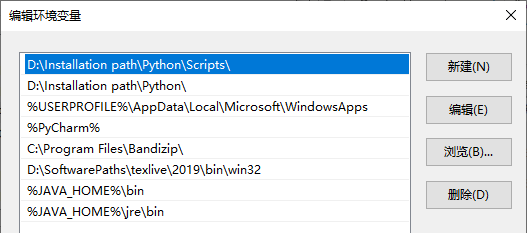 编辑环境变量
D:\Installation path\Python\Scripts\
新建(N)
D:\Installation path\Python\
%USERPROFILE%\AppData\Local\Microsoft\WindowsApps
编辑(E)
%PyCharm%
C:\Program Files\Bandizip\
浏览(B)...
D:\SoftwarePaths\texlive\2019\bin\win32
%JAVA_HOME%\bin
删除(D)
%JAVA_HOME%\jre\bin